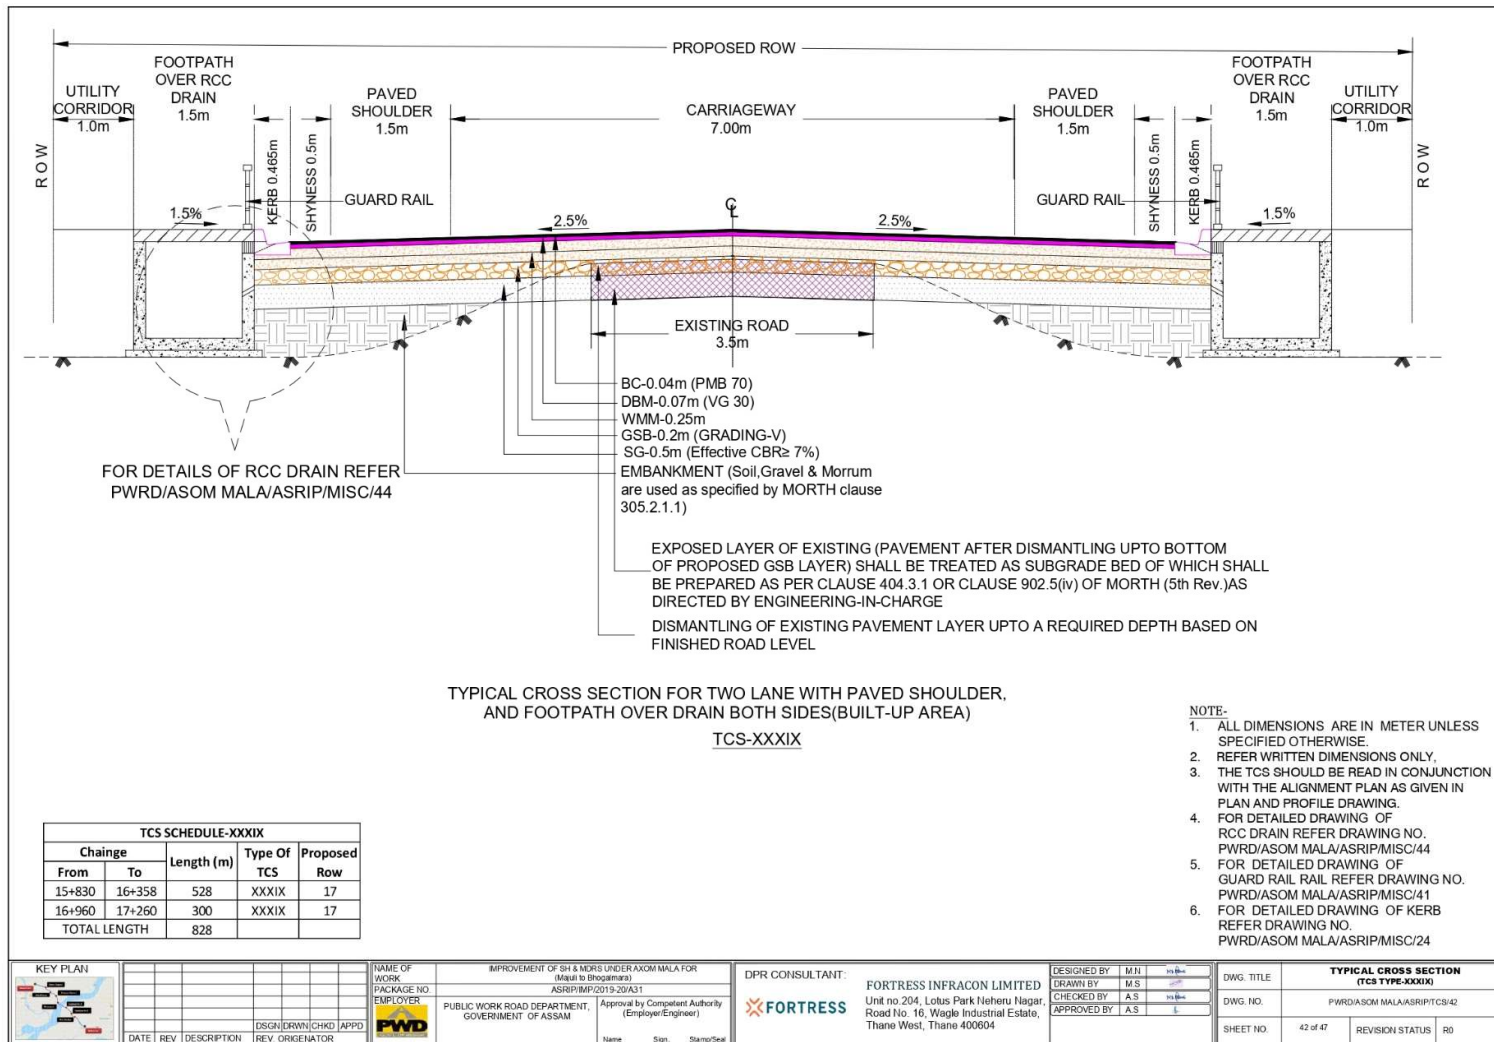 PROPOSED ROW
UTILITY
CORRIDOR
1.0m
FOOTPATH
OVER RCC
DRAIN
1.5m
PAVED
SHOULDER
1.5m
CARRIAGEWAY
7.00m
PAVED
SHOULDER
1.5m
FOOTPATH
OVER RCC
DRAIN
1.5m
UTILITY
CORRIDOR
1.0m
ROW
KERB 0.465m
SHYNESS 0.5m
GUARD RAIL
1.5%
2.5%
CL
2.5%
GUARD RAIL
SHYNESS 0.5m
KERB 0.465m
1.5%
ROW
EXISTING ROAD
3.5m
BC-0.04m (PMB 70)
DBM-0.07m (VG 30)
WMM-0.25m
GSB-0.2m (GRADING-V)
SG-0.5m (Effective CBR≥ 7%)
EMBANKMENT (Soil,Gravel & Morrum
are used as specified by MORTH clause
305.2.1.1)
FOR DETAILS OF RCC DRAIN REFER
PWRD/ASOM MALA/ASRIP/MISC/44
EXPOSED LAYER OF EXISTING (PAVEMENT AFTER DISMANTLING UPTO BOTTOM
OF PROPOSED GSB LAYER) SHALL BE TREATED AS SUBGRADE BED OF WHICH SHALL
BE PREPARED AS PER CLAUSE 404.3.1 OR CLAUSE 902.5(iv) OF MORTH (5th Rev.)AS
DIRECTED BY ENGINEERING-IN-CHARGE
DISMANTLING OF EXISTING PAVEMENT LAYER UPTO A REQUIRED DEPTH BASED ON
FINISHED ROAD LEVEL
TYPICAL CROSS SECTION FOR TWO LANE WITH PAVED SHOULDER,
AND FOOTPATH OVER DRAIN BOTH SIDES(BUILT-UP AREA)
TCS-XXXIX
NOTE-
1. ALL DIMENSIONS ARE IN METER UNLESS
SPECIFIED OTHERWISE.
2. REFER WRITTEN DIMENSIONS ONLY,
3. THE TCS SHOULD BE READ IN CONJUNCTION
WITH THE ALIGNMENT PLAN AS GIVEN IN
PLAN AND PROFILE DRAWING.
4. FOR DETAILED DRAWING OF
RCC DRAIN REFER DRAWING NO.
PWRD/ASOM MALA/ASRIP/MISC/44
5. FOR DETAILED DRAWING OF
GUARD RAIL RAIL REFER DRAWING NO.
PWRD/ASOM MALA/ASRIP/MISC/41
6. FOR DETAILED DRAWING OF KERB
REFER DRAWING NO.
PWRD/ASOM MALA/ASRIP/MISC/24
TCS SCHEDULE-XXXIX
Chainge Length (m) Type Of TCS Proposed Row
From To
15+830 16+358 528 XXXIX 17
16+960 17+260 300 XXXIX 17
TOTAL LENGTH 828
KEY PLAN
DSGN DRWN CHKD APPD
DATE REV DESCRIPTION REV. ORIGENATOR
NAME OF
WORK
IMPROVEMENT OF SH & MDRS UNDER AXOM MALA FOR
(Majuli to Bhogaimara)
PACKAGE NO. ASRIP/IMP/2019-20/A31
EMPLOYER
PWD
PUBLIC WORK ROAD DEPARTMENT,
GOVERNMENT OF ASSAM
Approval by Competent Authority
(Employer/Engineer)
Name Sign. Stamp/Seal
DPR CONSULTANT:
FORTRESS
FORTRESS INFRACON LIMITED
Unit no.204, Lotus Park Neheru Nagar,
Road No. 16, Wagle Industrial Estate,
Thane West, Thane 400604
DESIGNED BY M.N
DRAWN BY M.S
CHECKED BY A.S
APPROVED BY A.S
DWG. TITLE TYPICAL CROSS SECTION
(TCS TYPE-XXXIX)
DWG. NO. PWRD/ASOM MALA/ASRIP/TCS/42
SHEET NO. 42 of 47 REVISION STATUS R0